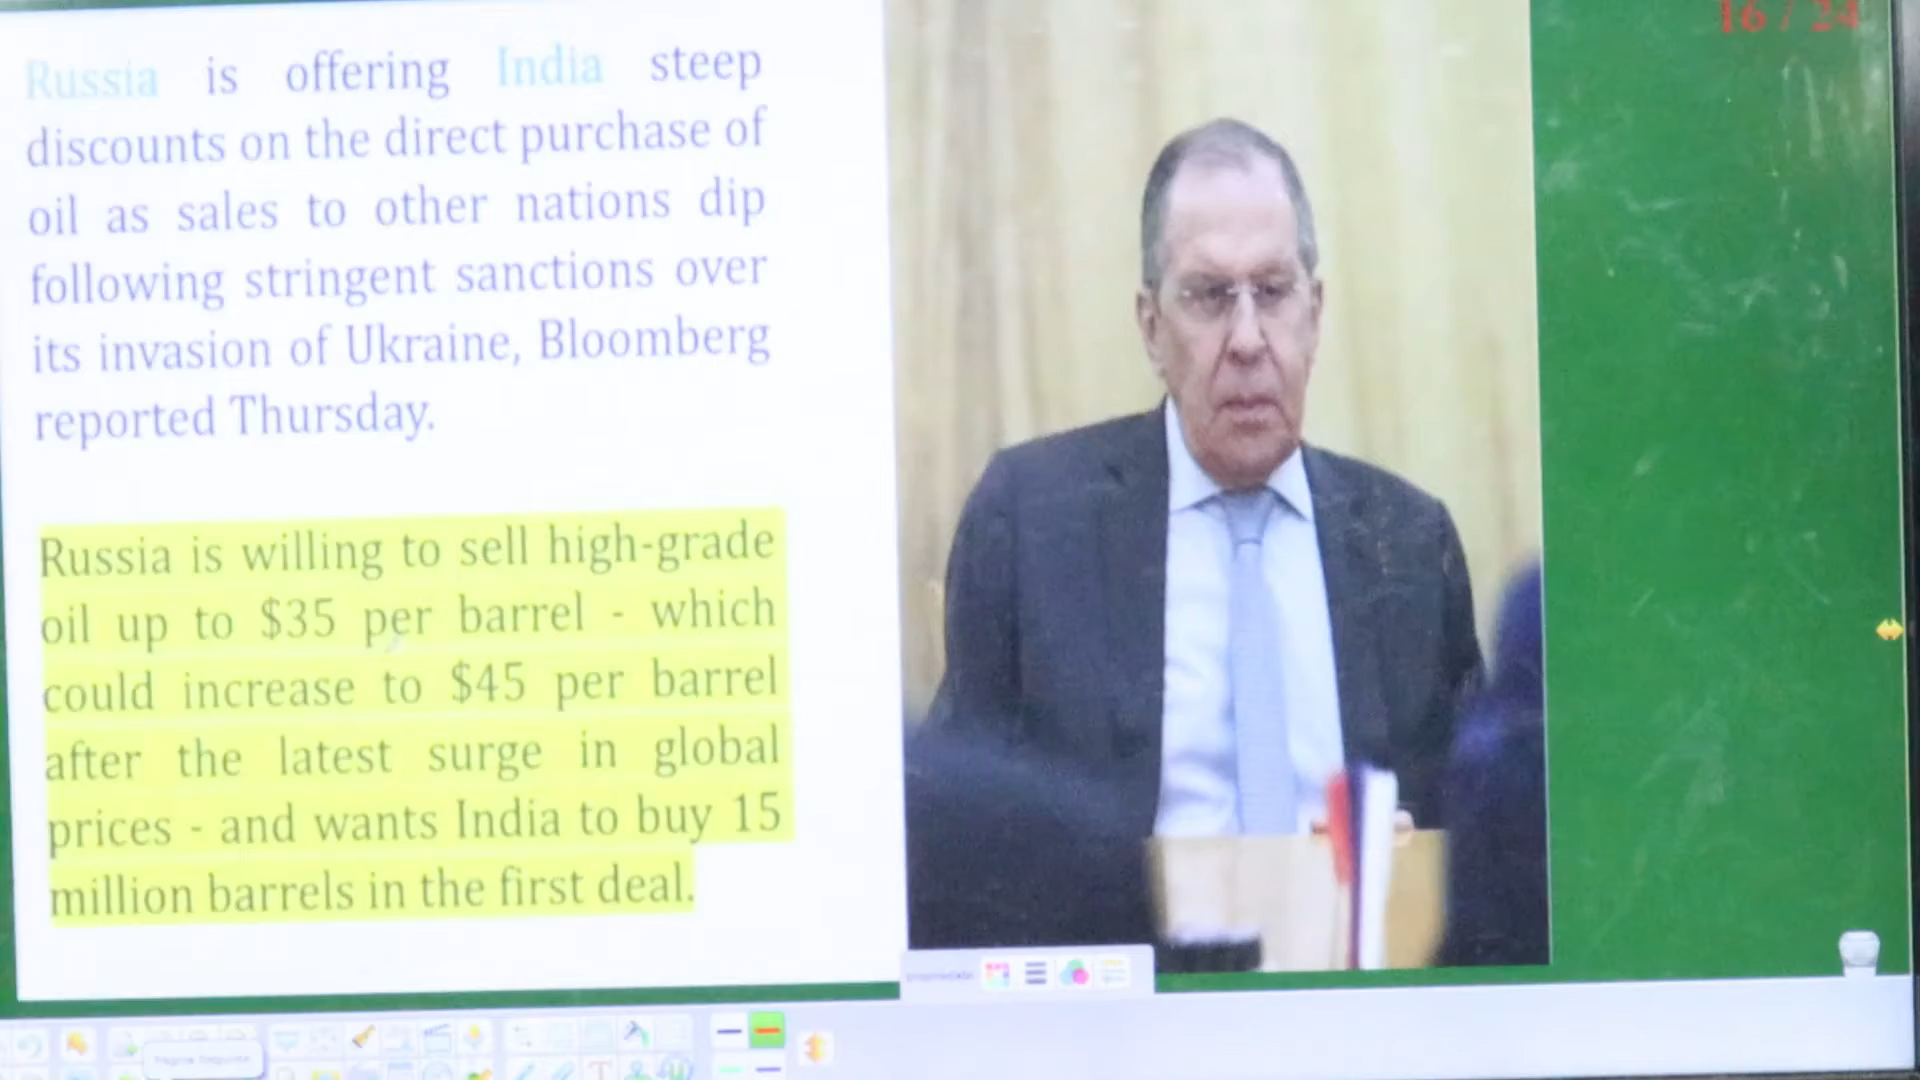 16 / 24
Russia is offering India steep
discounts on the direct purchase of
oil as sales to other nations dip
following stringent sanctions over
its invasion of Ukraine, Bloomberg
reported Thursday.
Russia is willing to sell high-grade
oil up to $35 per barrel - which
could increase to $45 per barrel
after the latest surge in global
prices - and wants India to buy 15
million barrels in the first deal.